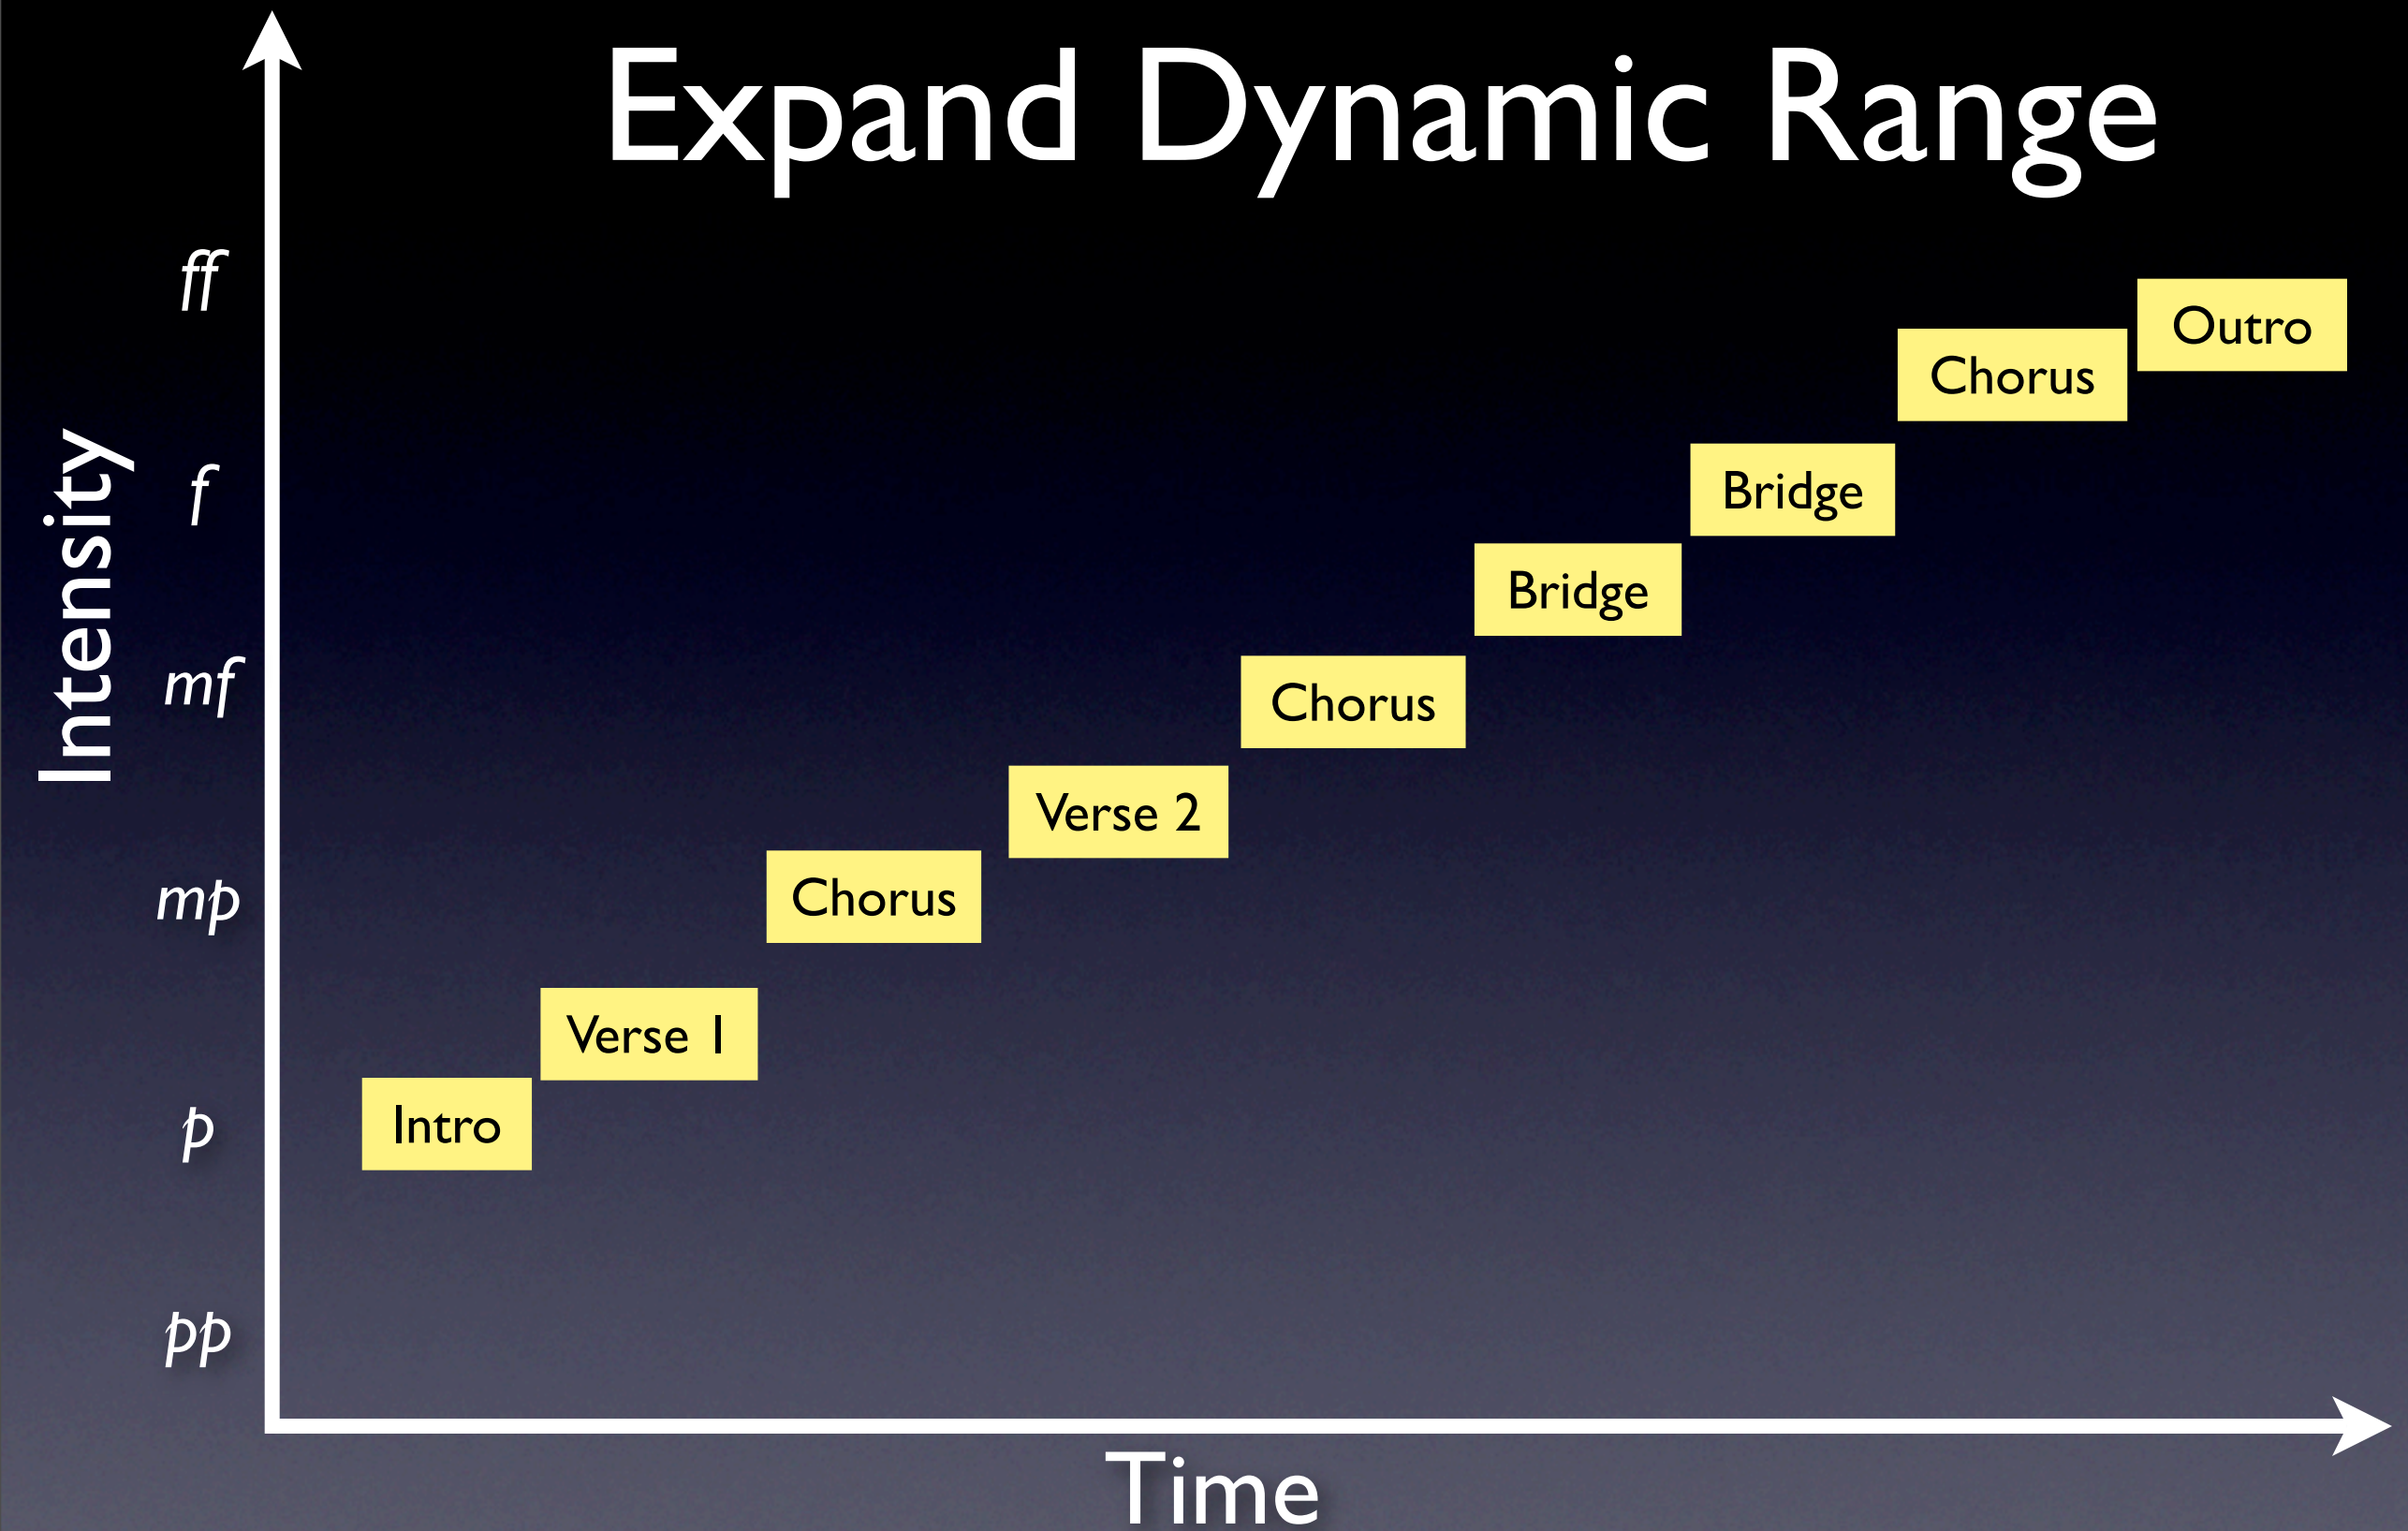 Expand Dynamic Range
Intensity
ff
f
mf
mp
p
pp
Intro
Verse 1
Chorus
Verse 2
Chorus
Bridge
Bridge
Chorus
Outro
Time